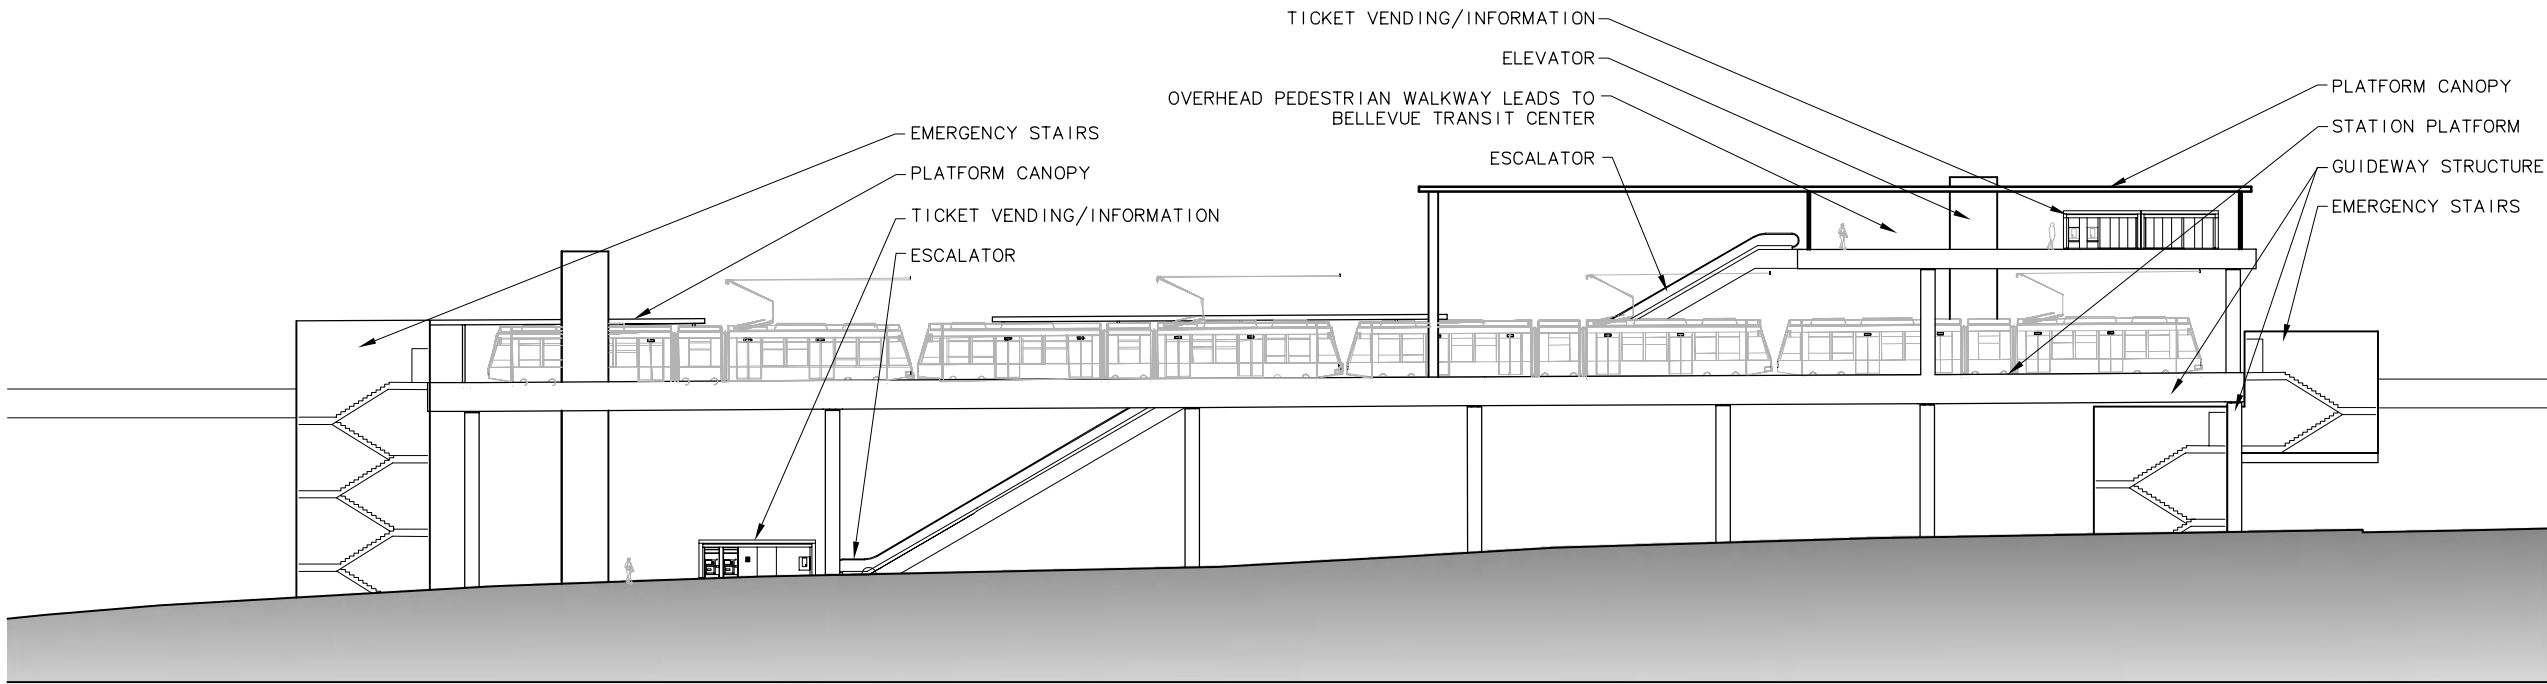 TICKET VENDING/INFORMATION
ELEVATOR
OVERHEAD PEDESTRIAN WALKWAY LEADS TO
BELLEVUE TRANSIT CENTER
ESCALATOR
PLATFORM CANOPY
STATION PLATFORM
GUIDEWAY STRUCTURE
EMERGENCY STAIRS
EMERGENCY STAIRS
PLATFORM CANOPY
TICKET VENDING/INFORMATION
ESCALATOR